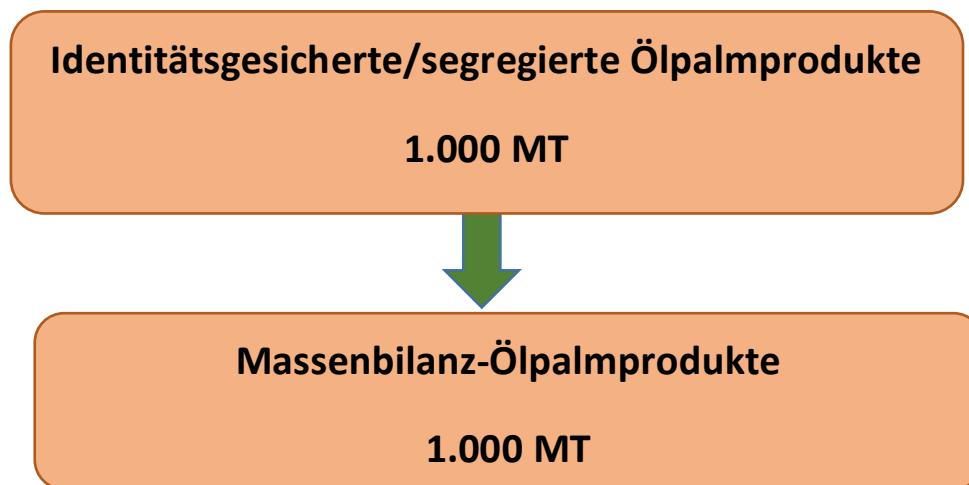 Identitätsgesicherte/segregierte Ölpalmprodukte
1.000 MT
Massenbilanz-Ölpalmprodukte
1.000 MT